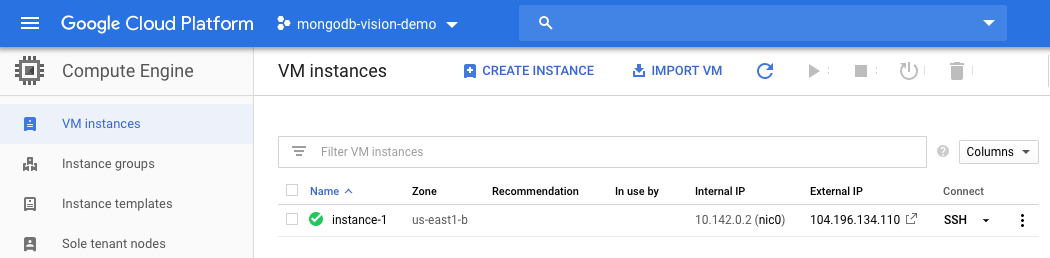 Google Cloud Platform mongodb-vision-demo
Compute Engine VM instances CREATE INSTANCE IMPORT VM
VM instances
Instance groups
Instance templates
Sole tenant nodes
Filter VM instances ? Columns
Name Zone Recommendation In use by Internal IP External IP Connect
instance-1 us-east1-b 10.142.0.2 (nic0) 104.196.134.110 SSH